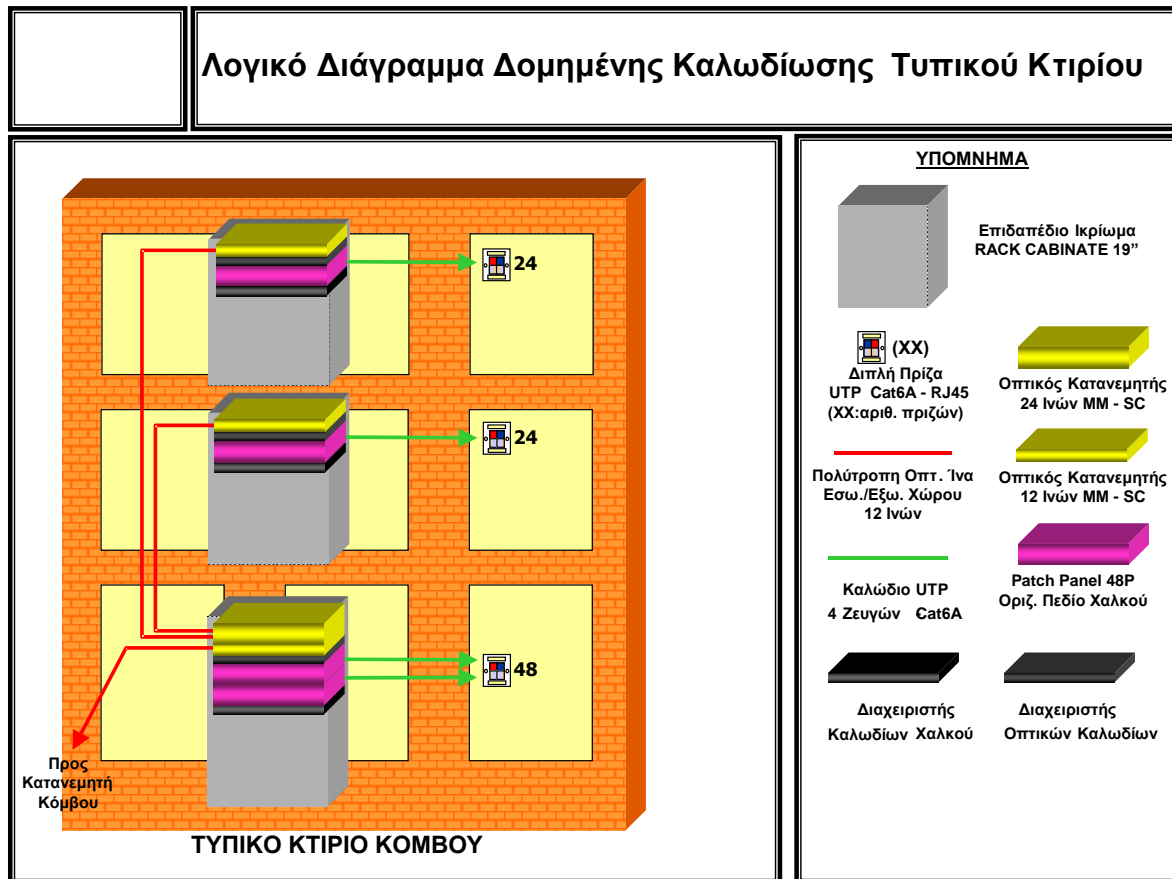 Λογικό Διάγραμμα Δομημένης Καλωδίωσης Τυπικού Κτιρίου
24
24
48
Προς
Κατανεμητή
Κόμβου
ΤΥΠΙΚΟ ΚΤΙΡΙΟ ΚΟΜΒΟΥ
ΥΠΟΜΝΗΜΑ
Επιδαπέδιο Ικρίωμα
RACK CABINATE 19”
(XX)
Διπλή Πρίζα
UTP Cat6A - RJ45
(XX:αριθ. πριζών)
Οπτικός Κατανεμητής
24 Ινών MM - SC
Πολύτροπη Οπτ. Ίνα
Εσω./Εξω. Χώρου
12 Ινών
Οπτικός Κατανεμητής
12 Ινών MM - SC
Καλώδιο UTP
4 Ζευγών Cat6A
Patch Panel 48P
Οριζ. Πεδίο Χαλκού
Διαχειριστής
Καλωδίων Χαλκού
Διαχειριστής
Οπτικών Καλωδίων